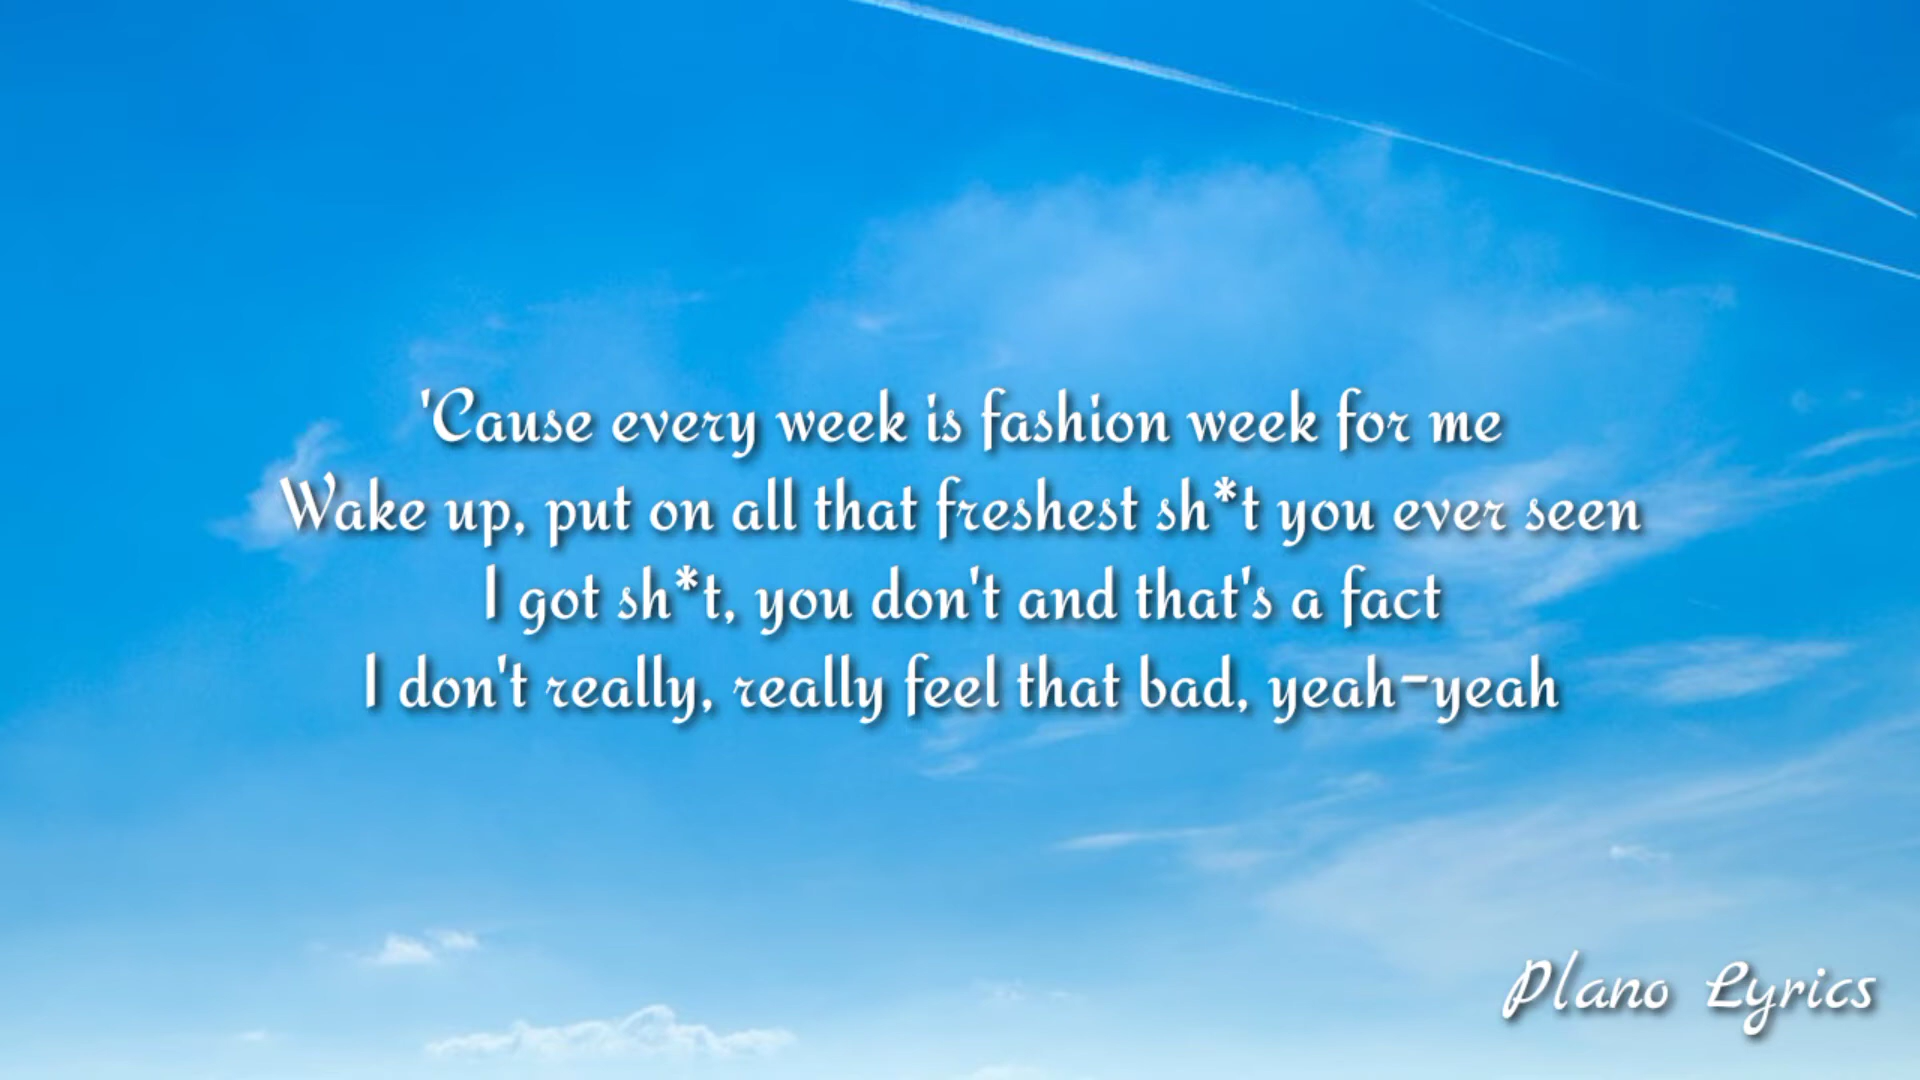 'Cause every week is fashion week for me
Wake up, put on all that freshest sh*t you ever seen
I got sh*t, you don't and that's a fact
I don't really, really feel that bad, yeah-yeah
Plano Lyrics